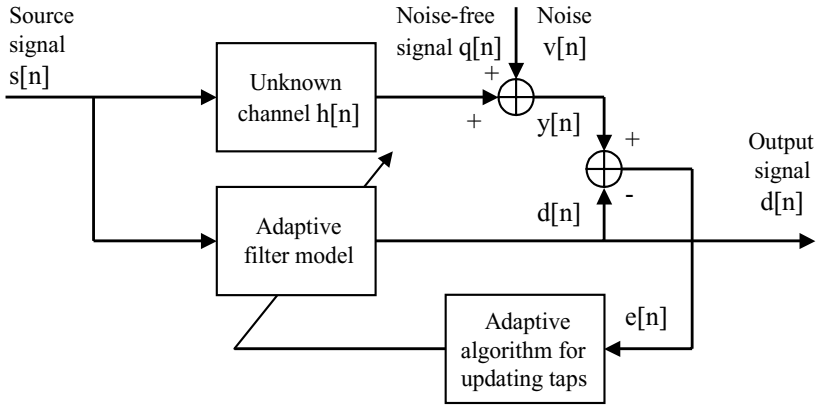 Source
signal
s[n]
Unknown
channel h[n]
Noise-free
signal q[n]
Noise
v[n]
+
+
y[n]
+
-
d[n]
Output
signal
d[n]
Adaptive
filter model
Adaptive
algorithm for
updating taps
e[n]